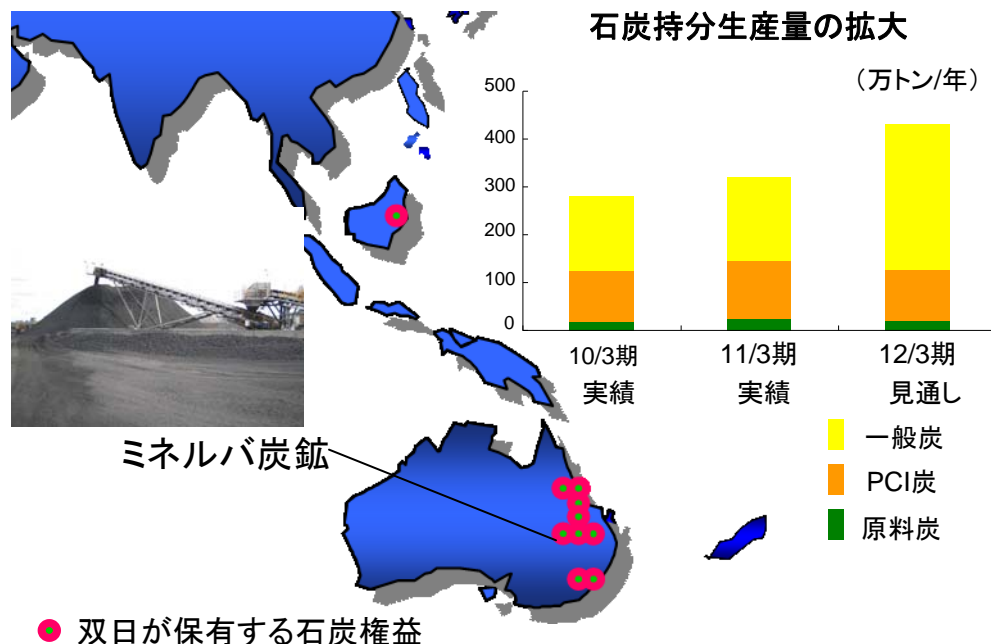 石炭持分生産量の拡大
（万トン/年）
500
400
300
200
100
0
10/3期
実績
11/3期
実績
12/3期
見通し
一般炭
PCI炭
原料炭
ミネルバ炭鉱
双日が保有する石炭権益